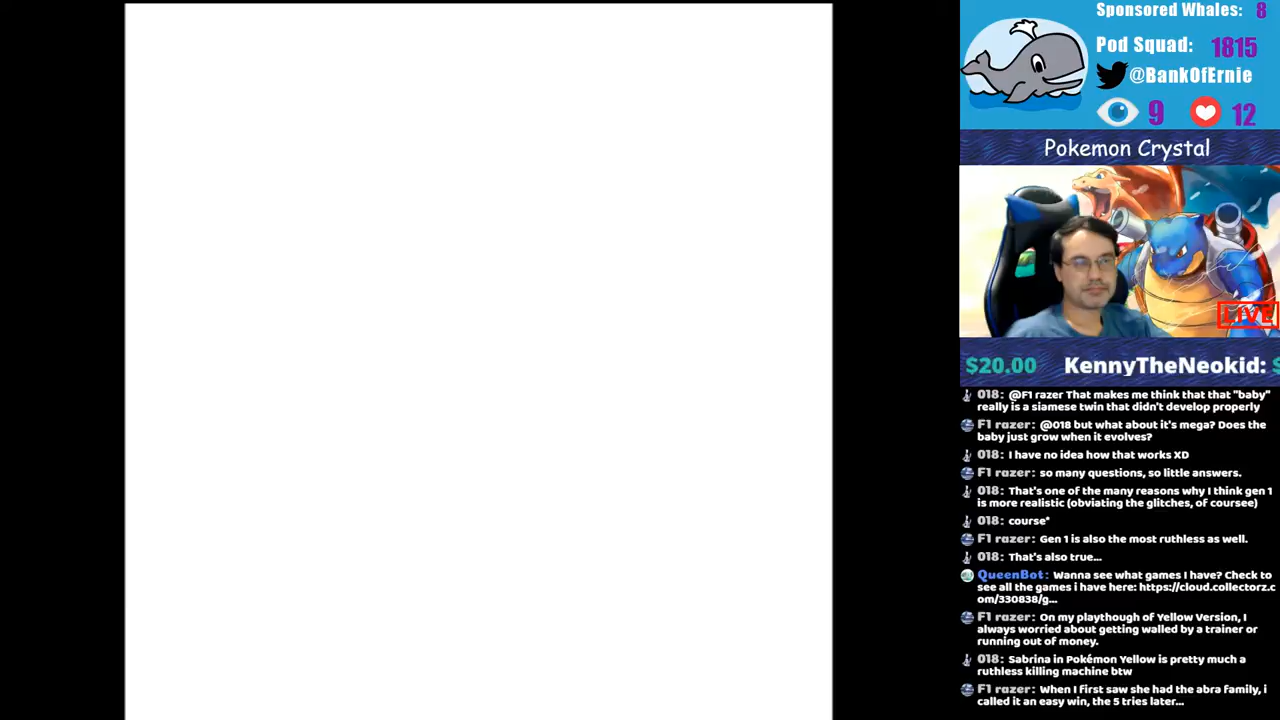 Sponsored Whales: 8
Pod Squad: 1815
@BankOfErnie
9 12
Pokemon Crystal
LIVE
$20.00 KennyTheNeokid: $
018: @F1 razer That makes me think that that "baby"
really is a siamese twin that didn't develop properly
F1 razer: @018 but what about it's mega? Does the
baby just grow when it evolves?
018: I have no idea how that works XD
F1 razer: so many questions, so little answers.
018: That's one of the many reasons why I think gen 1
is more realistic (obviating the glitches, of coursee)
018: course*
F1 razer: Gen 1 is also the most ruthless as well.
018: That's also true...
QueenBot: Wanna see what games I have? Check to
see all the games i have here: https://cloud.collectorz.c
om/330838/g...
F1 razer: On my playthough of Yellow Version, I
always worried about getting walled by a trainer or
running out of money.
018: Sabrina in Pokémon Yellow is pretty much a
ruthless killing machine btw
F1 razer: When I first saw she had the abra family, i
called it an easy win, the 5 tries later...